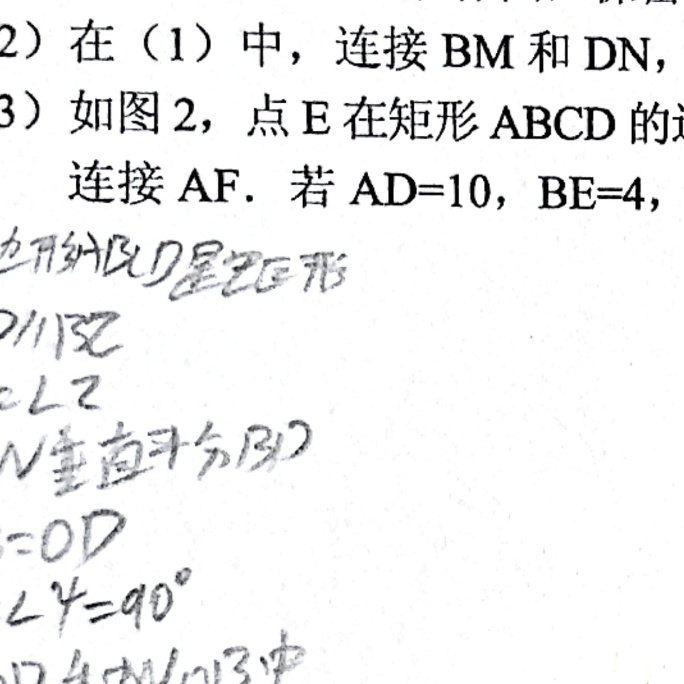 2）在（1）中，连接 BM 和 DN，
3）如图 2，点 E 在矩形 ABCD 的边
连接 AF．若 AD=10，BE=4，
边形ABCD是矩形
D//BC
=∠2
N垂直平分BD
=OD
∠4=90°